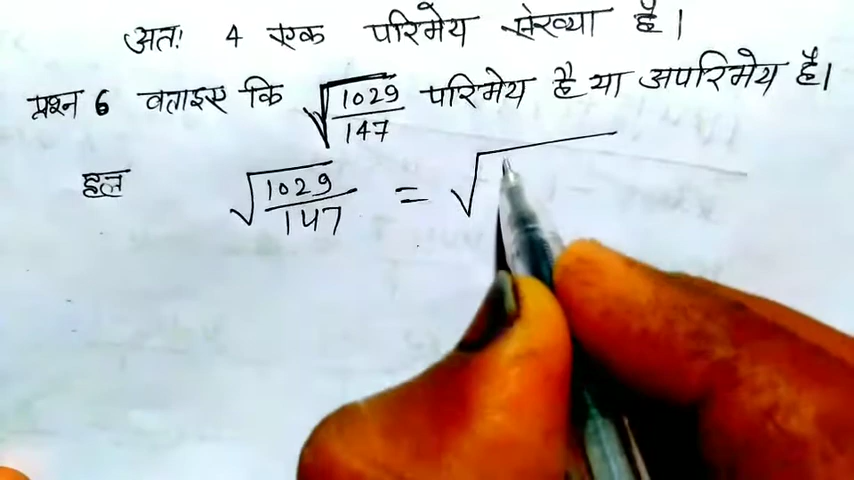 अतः 4 एक परिमेय संख्या है।
प्रश्न 6 बताइए कि √(1029/147) परिमेय है या अपरिमेय है।
हल √(1029/147) = √